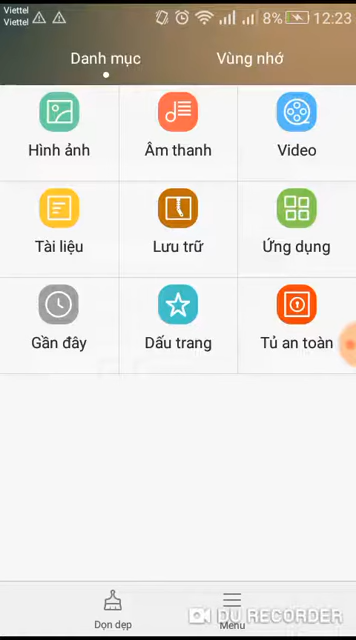 Viettel
Viettel
8% 12:23
Danh mục Vùng nhớ
Hình ảnh Âm thanh Video
Tài liệu Lưu trữ Ứng dụng
Gần đây Dấu trang Tủ an toàn
Dọn dẹp Menu
DU RECORDER